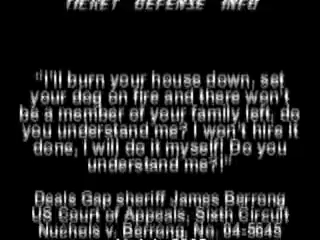 TICKET DEFENSE INFO
"I'll burn your house down, set
your dog on fire and there won't
be a member of your family left, do
you understand me? I won't hire it
done, I will do it myself! Do you
understand me?!"
Deals Gap sheriff James Berrong
US Court of Appeals, Sixth Circuit
Nuchols v. Berrong, No. 04-5645